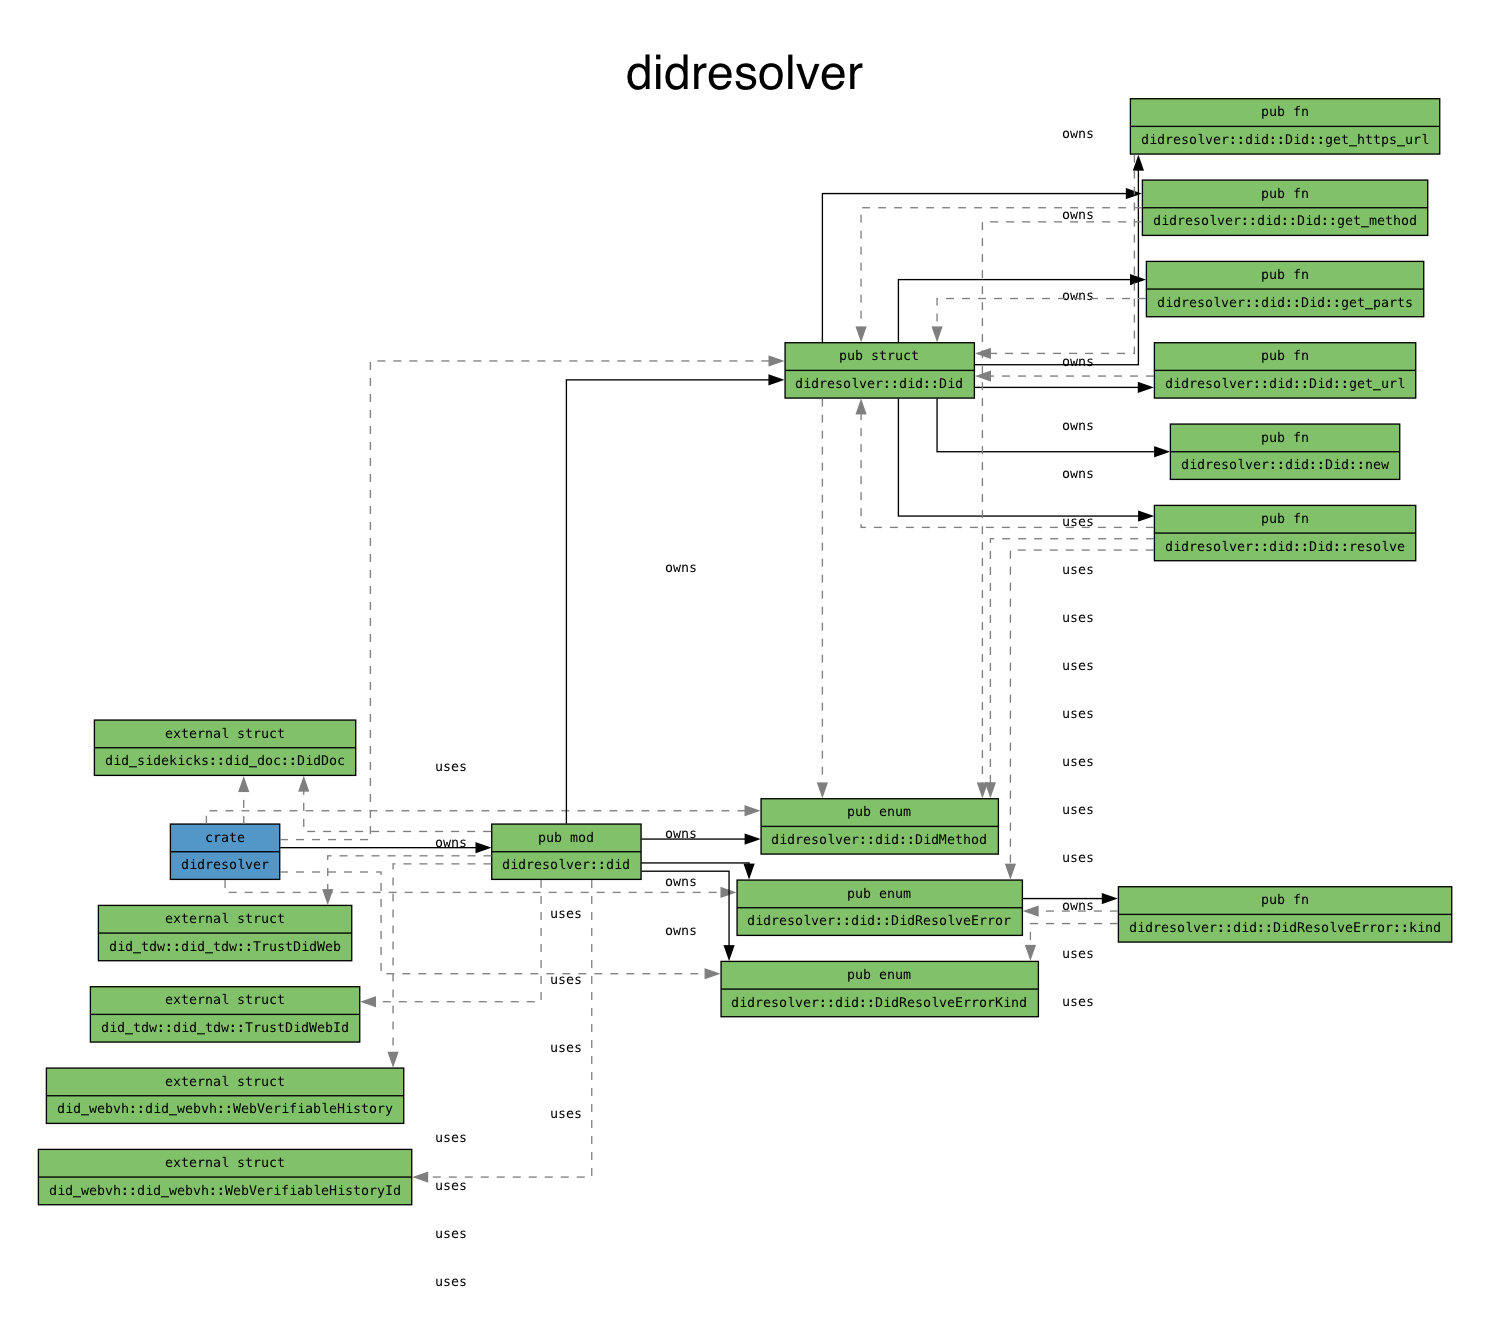 didresolver
pub fn
didresolver::did::Did::get_https_url
owns
pub fn
didresolver::did::Did::get_method
owns
pub fn
didresolver::did::Did::get_parts
owns
pub struct
didresolver::did::Did
owns
pub fn
didresolver::did::Did::get_url
owns
pub fn
didresolver::did::Did::new
owns
pub fn
didresolver::did::Did::resolve
uses
owns
uses
uses
uses
uses
external struct
did_sidekicks::did_doc::DidDoc
uses
uses
crate
didresolver
owns
pub mod
didresolver::did
owns
pub enum
didresolver::did::DidMethod
uses
uses
owns
pub enum
didresolver::did::DidResolveError
owns
pub fn
didresolver::did::DidResolveError::kind
external struct
did_tdw::did_tdw::TrustDidWeb
uses
owns
uses
pub enum
didresolver::did::DidResolveErrorKind
uses
uses
external struct
did_tdw::did_tdw::TrustDidWebId
uses
external struct
did_webvh::did_webvh::WebVerifiableHistory
uses
uses
external struct
did_webvh::did_webvh::WebVerifiableHistoryId
uses
uses
uses